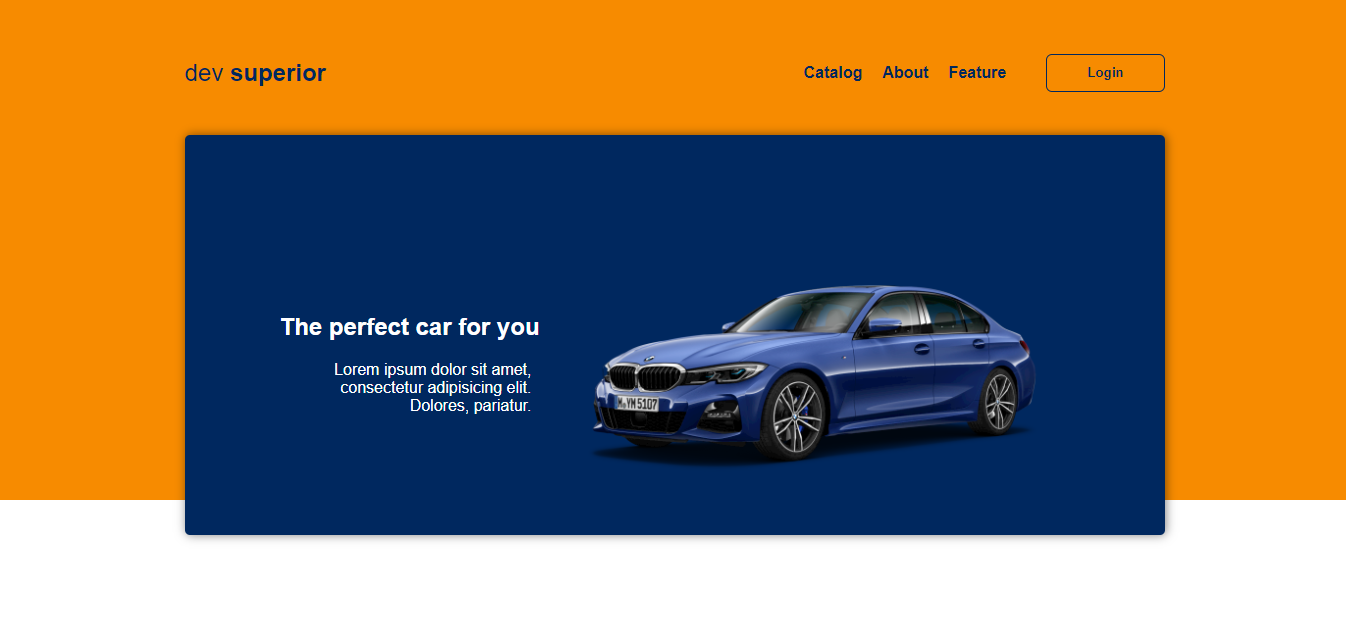 dev superior
Catalog About Feature Login
The perfect car for you
Lorem ipsum dolor sit amet,
consectetur adipisicing elit.
Dolores, pariatur.
M YM 5107